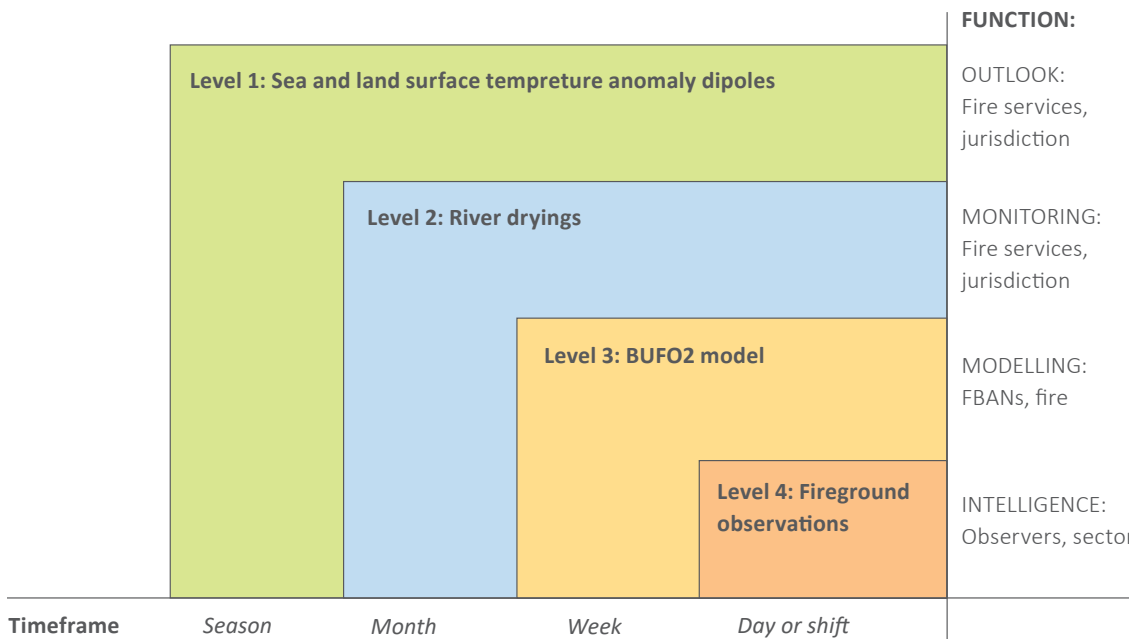 FUNCTION:
Level 1: Sea and land surface tempreture anomaly dipoles
OUTLOOK:
Fire services,
jurisdiction
Level 2: River dryings
MONITORING:
Fire services,
jurisdiction
Level 3: BUFO2 model
MODELLING:
FBANs, fire
Level 4: Fireground
observations
INTELLIGENCE:
Observers, sector
Timeframe Season Month Week Day or shift